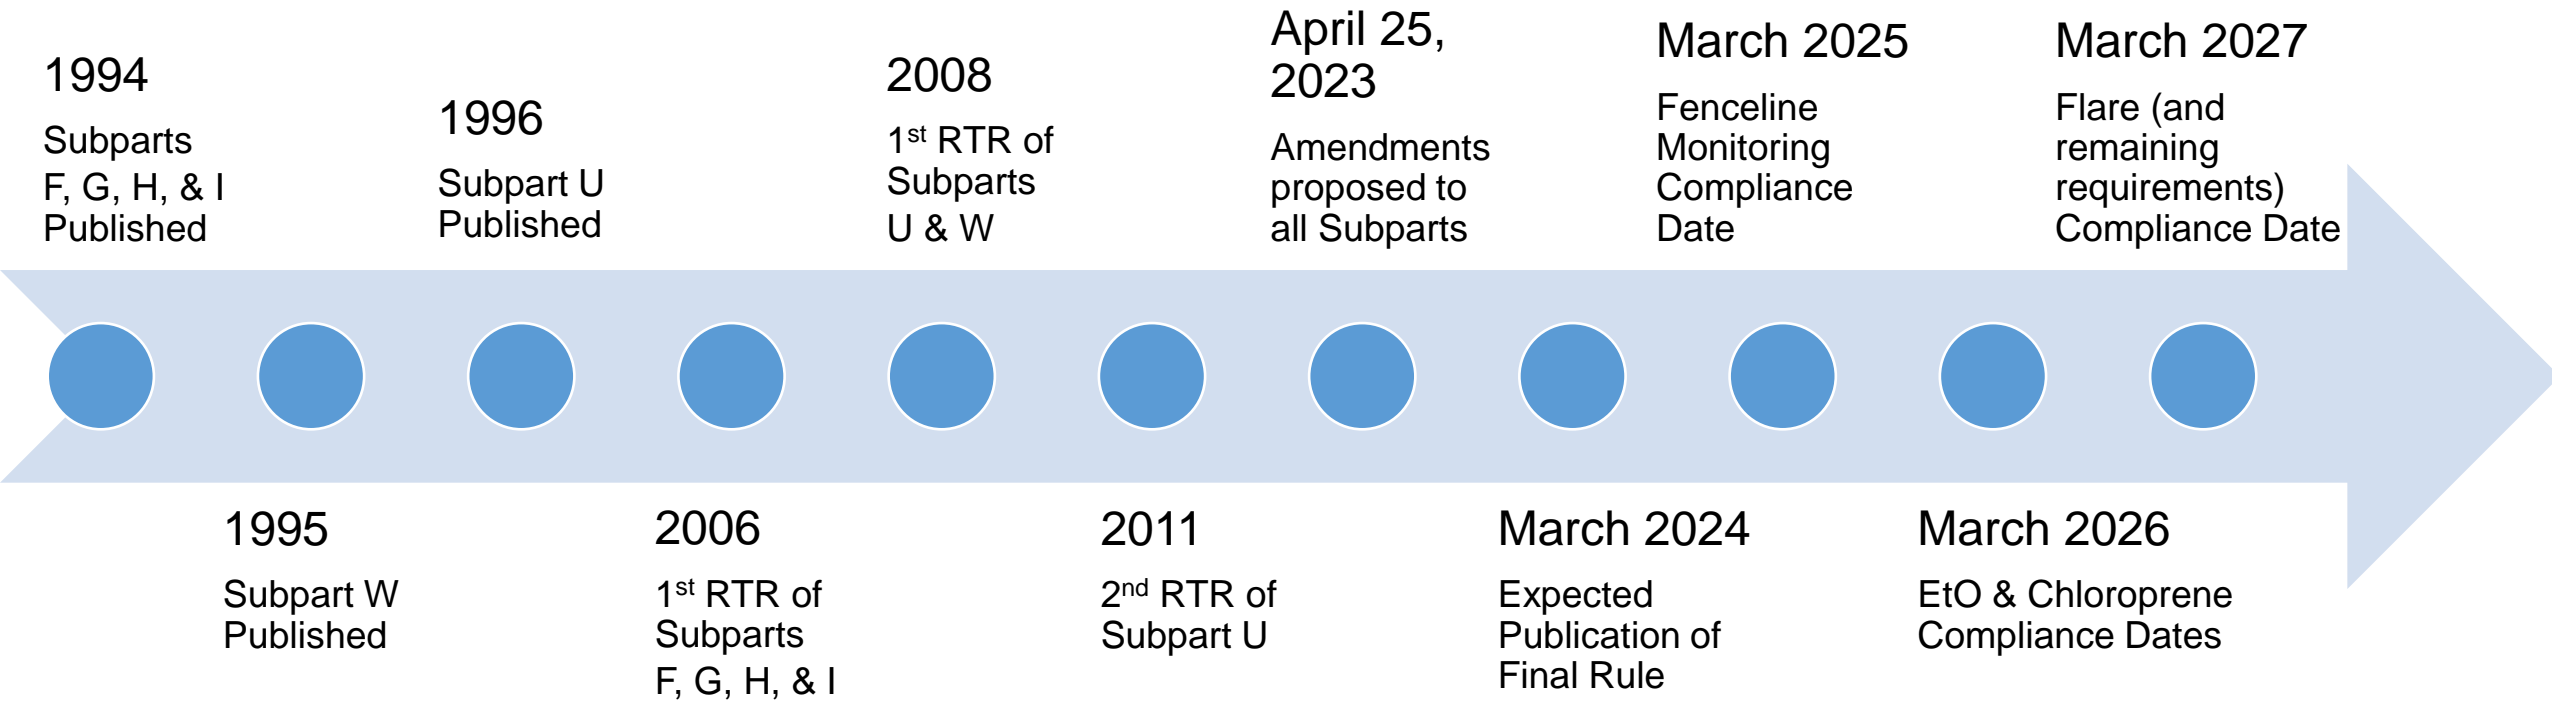 1994
Subparts
F, G, H, & I
Published
1995
Subpart W
Published
1996
Subpart U
Published
2006
1st RTR of
Subparts
F, G, H, & I
2008
1st RTR of
Subparts
U & W
2011
2nd RTR of
Subpart U
April 25,
2023
Amendments
proposed to
all Subparts
March 2024
Expected
Publication of
Final Rule
March 2025
Fenceline
Monitoring
Compliance
Date
March 2026
EtO & Chloroprene
Compliance Dates
March 2027
Flare (and
remaining
requirements)
Compliance Date